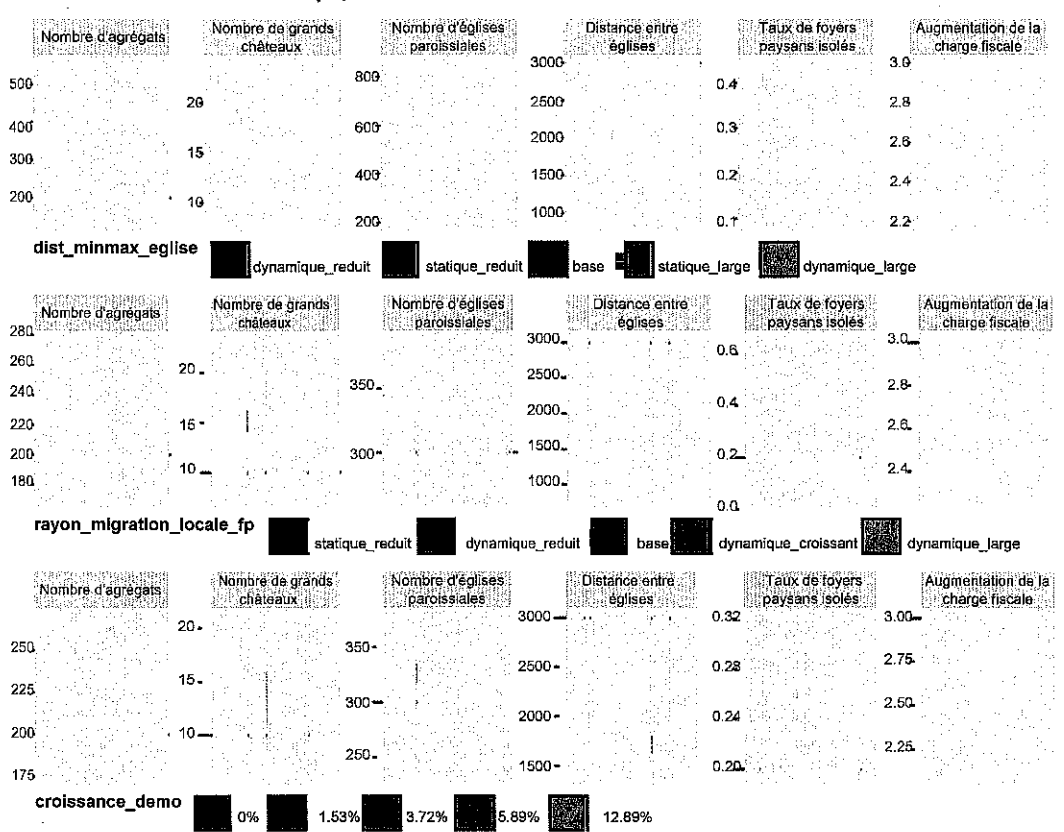 Nombre d'agrégats
Nombre de grands
châteaux
Nombre d'églises
paroissiales
Distance entre
églises
Taux de foyers
paysans isolés
Augmentation de la
charge fiscale
500
400
300
200
20
15
10
800
600
400
200
3000
2500
2000
1500
1000
0.4
0.3
0.2
0.1
3.0
2.8
2.6
2.4
2.2
dist_minmax_eglise
dynamique_reduit
statique_reduit
base
statique_large
dynamique_large
Nombre d'agrégats
Nombre de grands
châteaux
Nombre d'églises
paroissiales
Distance entre
églises
Taux de foyers
paysans isolés
Augmentation de la
charge fiscale
280
260
240
220
200
180
20
15
10
350
300
3000
2500
2000
1500
1000
0.6
0.4
0.2
0.0
3.0
2.8
2.6
2.4
rayon_migration_locale_fp
statique_reduit
dynamique_reduit
base
dynamique_croissant
dynamique_large
Nombre d'agrégats
Nombre de grands
châteaux
Nombre d'églises
paroissiales
Distance entre
églises
Taux de foyers
paysans isolés
Augmentation de la
charge fiscale
250
225
200
175
20
15
10
350
300
250
3000
2500
2000
1500
0.32
0.28
0.24
0.20
3.00
2.75
2.50
2.25
croissance_demo
0%
1.53%
3.72%
5.89%
12.89%